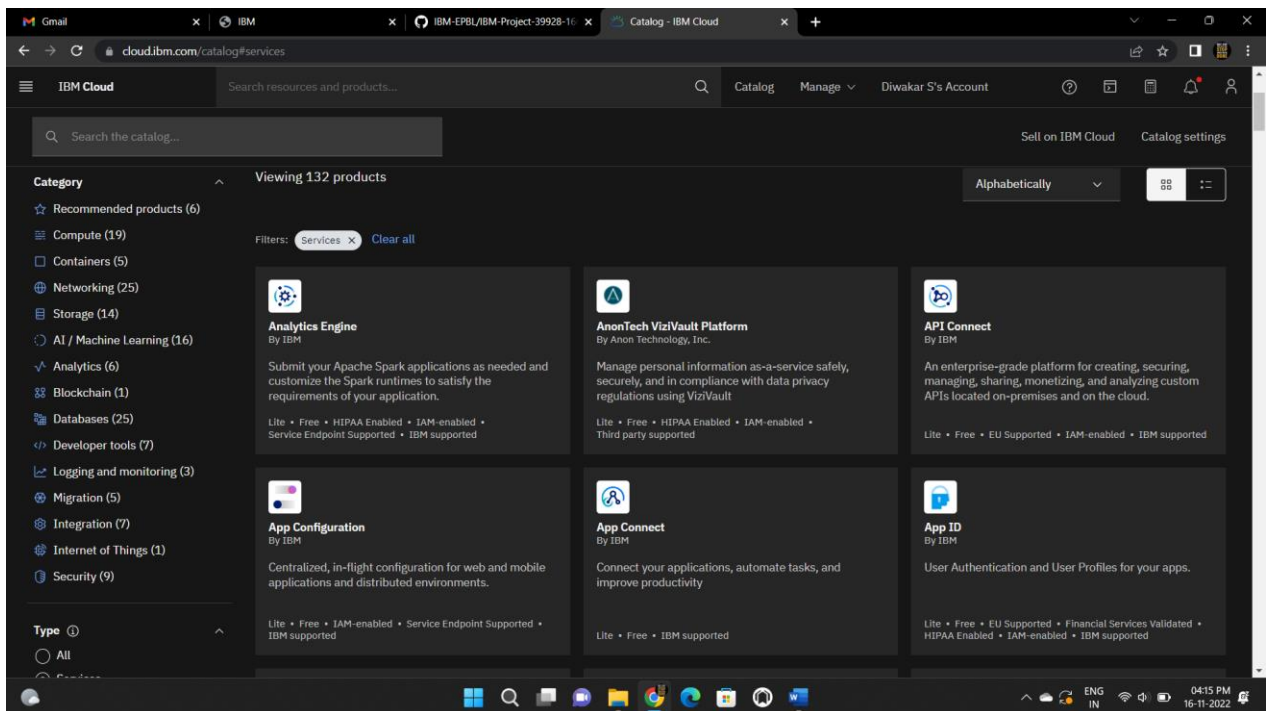 Gmail
IBM
IBM-EPBL/IBM-Project-39928-16
Catalog - IBM Cloud
cloud.ibm.com/catalog#services
IBM Cloud
Search resources and products...
Catalog
Manage
Diwakar S's Account
Search the catalog...
Sell on IBM Cloud
Catalog settings
Category
Recommended products (6)
Compute (19)
Containers (5)
Networking (25)
Storage (14)
AI / Machine Learning (16)
Analytics (6)
Blockchain (1)
Databases (25)
Developer tools (7)
Logging and monitoring (3)
Migration (5)
Integration (7)
Internet of Things (1)
Security (9)
Type
All
Viewing 132 products
Alphabetically
Filters: Services Clear all
Analytics Engine
By IBM
Submit your Apache Spark applications as needed and
customize the Spark runtimes to satisfy the
requirements of your application.
Lite • Free • HIPAA Enabled • IAM-enabled •
Service Endpoint Supported • IBM supported
AnonTech ViziVault Platform
By Anon Technology, Inc.
Manage personal information as-a-service safely,
securely, and in compliance with data privacy
regulations using ViziVault
Lite • Free • HIPAA Enabled • IAM-enabled •
Third party supported
API Connect
By IBM
An enterprise-grade platform for creating, securing,
managing, sharing, monetizing, and analyzing custom
APIs located on-premises and on the cloud.
Lite • Free • EU Supported • IAM-enabled • IBM supported
App Configuration
By IBM
Centralized, in-flight configuration for web and mobile
applications and distributed environments.
Lite • Free • IAM-enabled • Service Endpoint Supported •
IBM supported
App Connect
By IBM
Connect your applications, automate tasks, and
improve productivity
Lite • Free • IBM supported
App ID
By IBM
User Authentication and User Profiles for your apps.
Lite • Free • EU Supported • Financial Services Validated •
HIPAA Enabled • IAM-enabled • IBM supported
ENG
IN
04:15 PM
16-11-2022